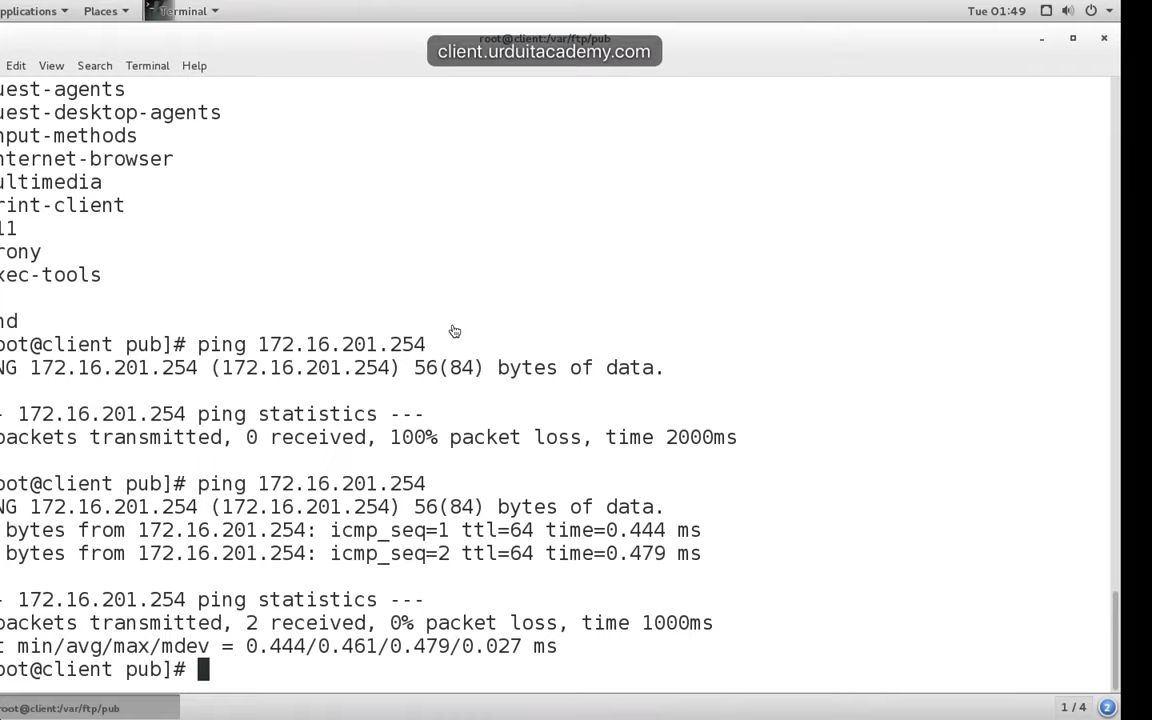 pplications Places Terminal Tue 01:49
root@client:/var/ftp/pub
client.urduitacademy.com
Edit View Search Terminal Help
uest-agents
uest-desktop-agents
nput-methods
nternet-browser
ultimedia
rint-client
11
rony
xec-tools
nd
oot@client pub]# ping 172.16.201.254
NG 172.16.201.254 (172.16.201.254) 56(84) bytes of data.
- 172.16.201.254 ping statistics ---
packets transmitted, 0 received, 100% packet loss, time 2000ms
oot@client pub]# ping 172.16.201.254
NG 172.16.201.254 (172.16.201.254) 56(84) bytes of data.
bytes from 172.16.201.254: icmp_seq=1 ttl=64 time=0.444 ms
bytes from 172.16.201.254: icmp_seq=2 ttl=64 time=0.479 ms
- 172.16.201.254 ping statistics ---
packets transmitted, 2 received, 0% packet loss, time 1000ms
t min/avg/max/mdev = 0.444/0.461/0.479/0.027 ms
oot@client pub]#
root@client:/var/ftp/pub 1 / 4 2